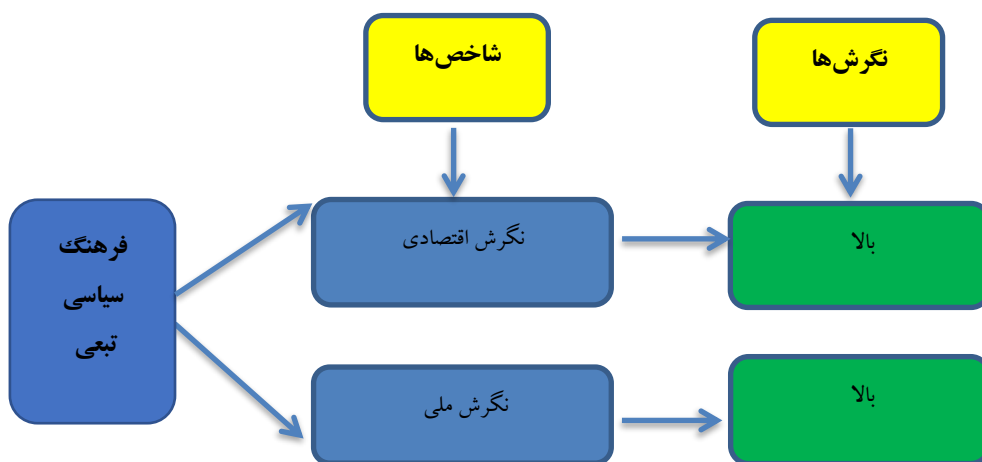 نگرش‌ها
شاخص‌ها
فرهنگ
سیاسی
تبعی
نگرش اقتصادی
بالا
نگرش ملی
بالا